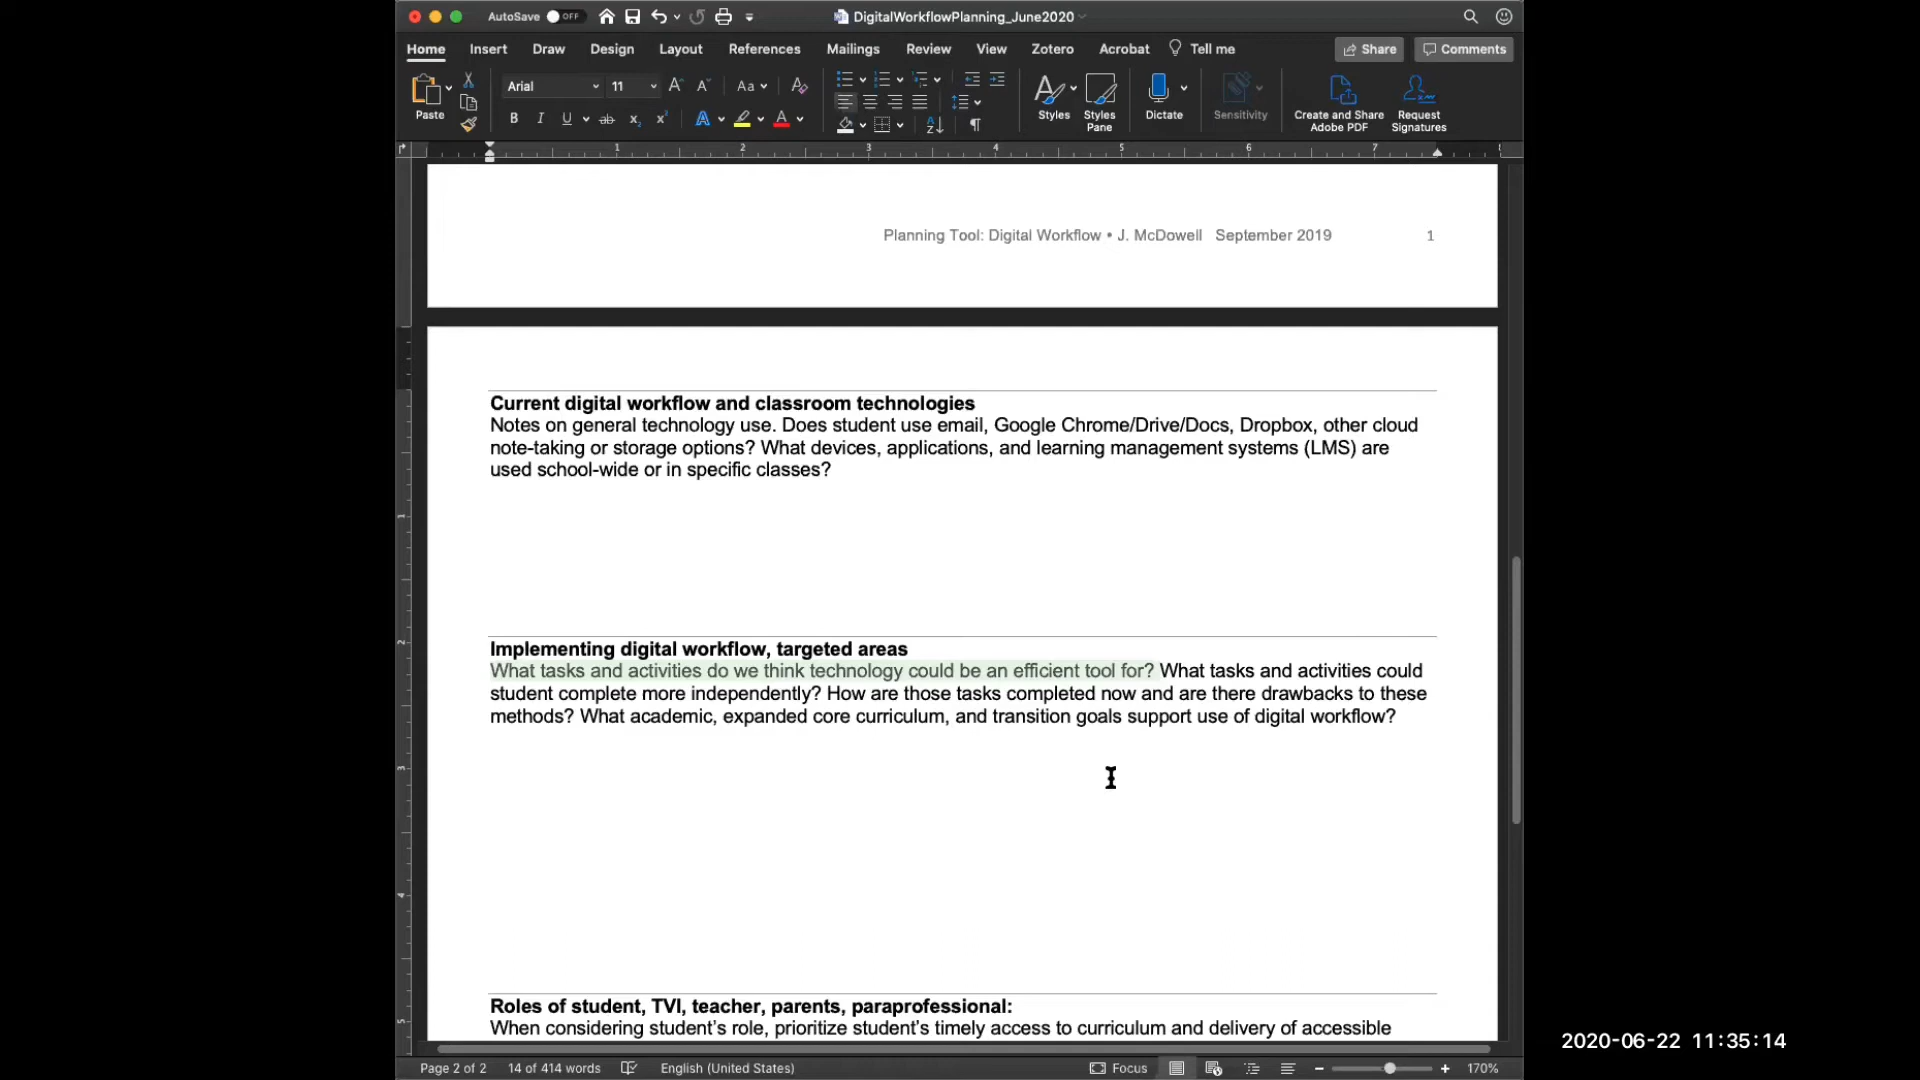 AutoSave OFF DigitalWorkflowPlanning_June2020
Home Insert Draw Design Layout References Mailings Review View Zotero Acrobat Tell me Share Comments
Paste Arial 11 Aa Styles Styles Pane Dictate Sensitivity Create and Share Adobe PDF Request Signatures
B I U ab x x A A
1 2 3 4 5 6 7
Planning Tool: Digital Workflow • J. McDowell September 2019 1
Current digital workflow and classroom technologies
Notes on general technology use. Does student use email, Google Chrome/Drive/Docs, Dropbox, other cloud
note-taking or storage options? What devices, applications, and learning management systems (LMS) are
used school-wide or in specific classes?
Implementing digital workflow, targeted areas
What tasks and activities do we think technology could be an efficient tool for? What tasks and activities could
student complete more independently? How are those tasks completed now and are there drawbacks to these
methods? What academic, expanded core curriculum, and transition goals support use of digital workflow?
Roles of student, TVI, teacher, parents, paraprofessional:
When considering student's role, prioritize student's timely access to curriculum and delivery of accessible
Page 2 of 2 14 of 414 words English (United States) Focus 170%
2020-06-22 11:35:14